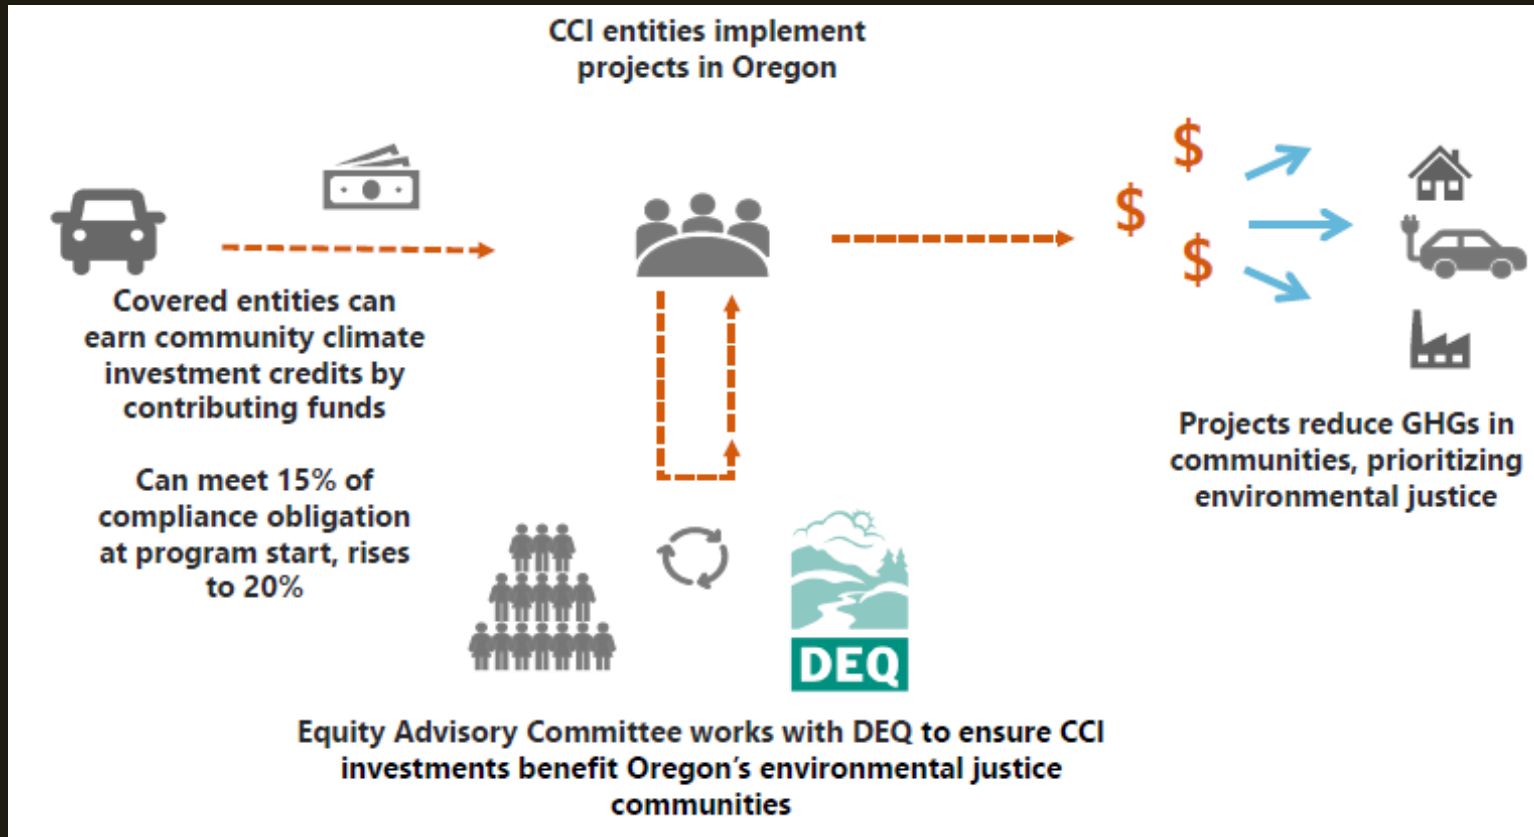 CCI entities implement
projects in Oregon
$
$
$
Covered entities can
earn community climate
investment credits by
contributing funds
Can meet 15% of
compliance obligation
at program start, rises
to 20%
Projects reduce GHGs in
communities, prioritizing
environmental justice
DEQ
Equity Advisory Committee works with DEQ to ensure CCI
investments benefit Oregon’s environmental justice
communities